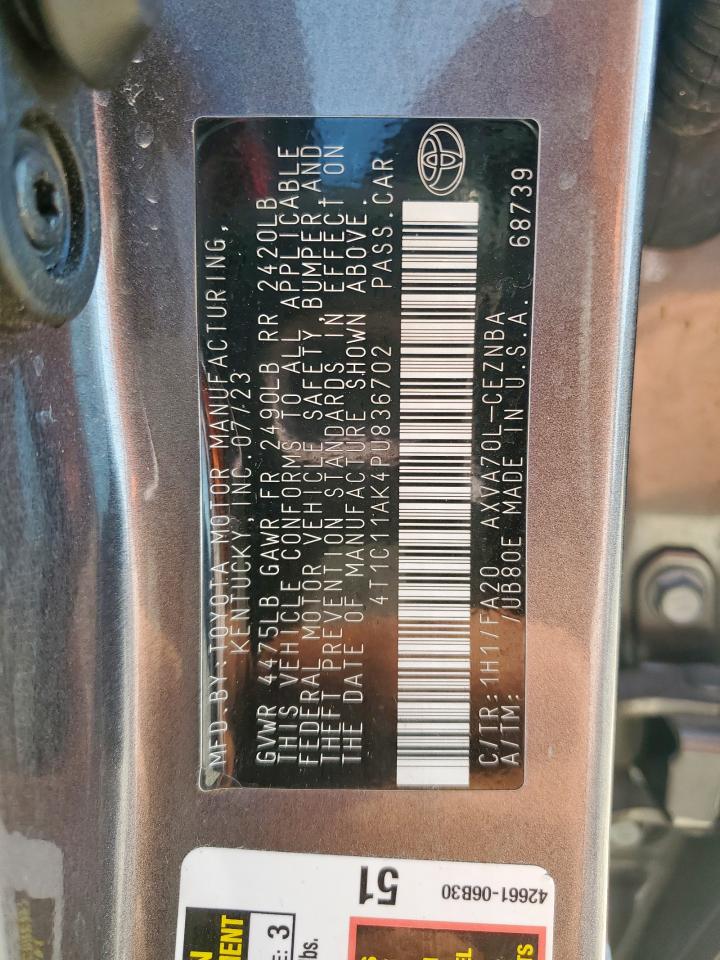 MFD. BY: TOYOTA MOTOR MANUFACTURING,
KENTUCKY, INC. 07/23
GVWR 4475LB GAWR FR 2490LB RR 2420LB
THIS VEHICLE CONFORMS TO ALL APPLICABLE
FEDERAL MOTOR VEHICLE SAFETY, BUMPER, AND
THEFT PREVENTION STANDARDS IN EFFECT ON
THE DATE OF MANUFACTURE SHOWN ABOVE.
4T1C11AK4PU836702 PASS.CAR
C/TR: 1H1/FA20 AXVA70L-CEZNBA
A/TM: /UB80E MADE IN U.S.A. 68739
51
42661-06B30
3
lbs.